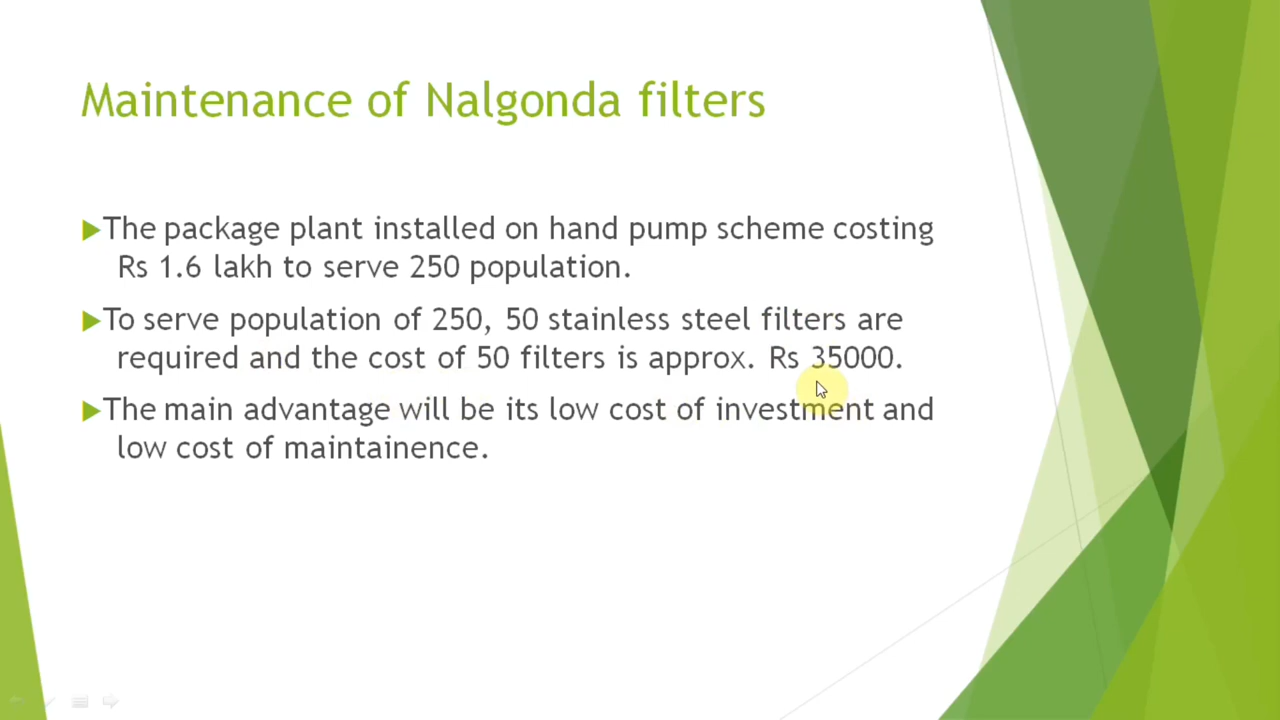 Maintenance of Nalgonda filters
The package plant installed on hand pump scheme costing
Rs 1.6 lakh to serve 250 population.
To serve population of 250, 50 stainless steel filters are
required and the cost of 50 filters is approx. Rs 35000.
The main advantage will be its low cost of investment and
low cost of maintainence.